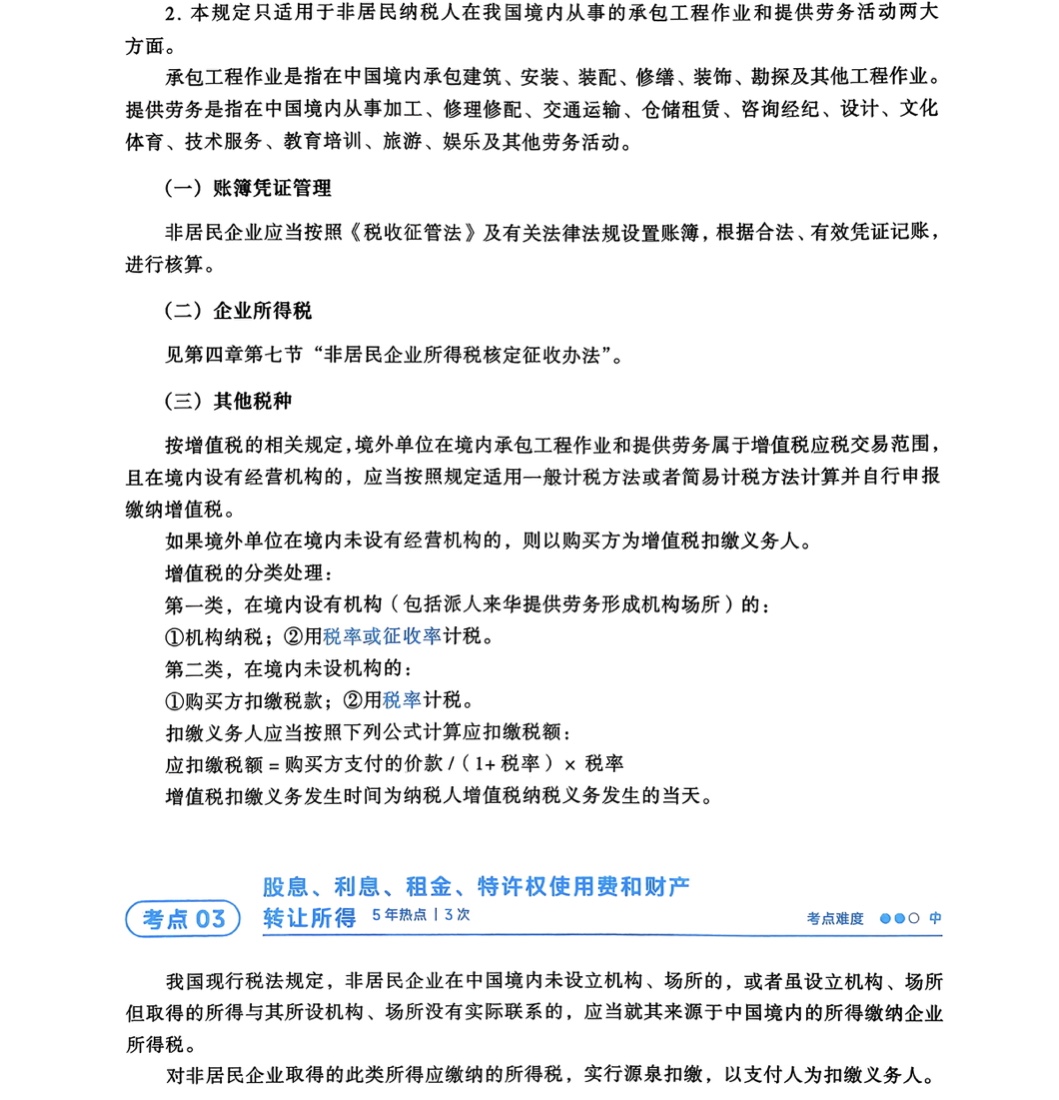 2. 本规定只适用于非居民纳税人在我国境内从事的承包工程作业和提供劳务活动两大
方面。
承包工程作业是指在中国境内承包建筑、安装、装配、修缮、装饰、勘探及其他工程作业。
提供劳务是指在中国境内从事加工、修理修配、交通运输、仓储租赁、咨询经纪、设计、文化
体育、技术服务、教育培训、旅游、娱乐及其他劳务活动。
（一）账簿凭证管理
非居民企业应当按照《税收征管法》及有关法律法规设置账簿，根据合法、有效凭证记账，
进行核算。
（二）企业所得税
见第四章第七节“非居民企业所得税核定征收办法”。
（三）其他税种
按增值税的相关规定，境外单位在境内承包工程作业和提供劳务属于增值税应税交易范围，
且在境内设有经营机构的，应当按照规定适用一般计税方法或者简易计税方法计算并自行申报
缴纳增值税。
如果境外单位在境内未设有经营机构的，则以购买方为增值税扣缴义务人。
增值税的分类处理：
第一类，在境内设有机构（包括派人来华提供劳务形成机构场所）的：
①机构纳税；②用税率或征收率计税。
第二类，在境内未设机构的：
①购买方扣缴税款；②用税率计税。
扣缴义务人应当按照下列公式计算应扣缴税额：
应扣缴税额 = 购买方支付的价款 /（1+ 税率）× 税率
增值税扣缴义务发生时间为纳税人增值税纳税义务发生的当天。
考点 03
股息、利息、租金、特许权使用费和财产
转让所得 5 年热点 | 3 次 考点难度 ●●○ 中
我国现行税法规定，非居民企业在中国境内未设立机构、场所的，或者虽设立机构、场所
但取得的所得与其所设机构、场所没有实际联系的，应当就其来源于中国境内的所得缴纳企业
所得税。
对非居民企业取得的此类所得应缴纳的所得税，实行源泉扣缴，以支付人为扣缴义务人。